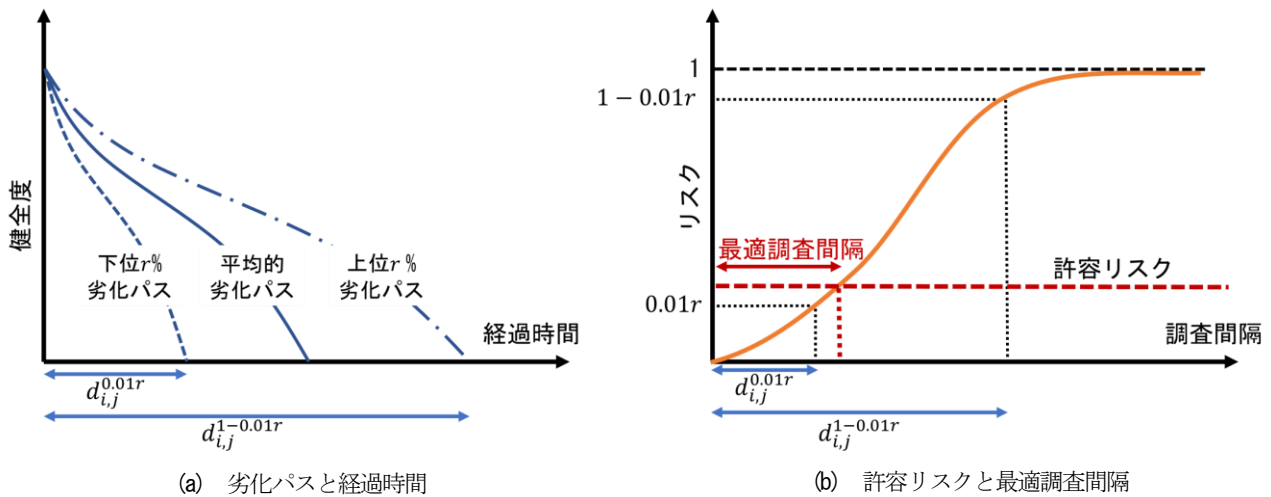 健全度
下位r%
劣化パス
平均的
劣化パス
上位r %
劣化パス
経過時間
d_{i,j}^{0.01r}
d_{i,j}^{1-0.01r}
(a) 劣化パスと経過時間
1
1 − 0.01r
リスク
最適調査間隔
許容リスク
0.01r
調査間隔
d_{i,j}^{0.01r}
d_{i,j}^{1-0.01r}
(b) 許容リスクと最適調査間隔